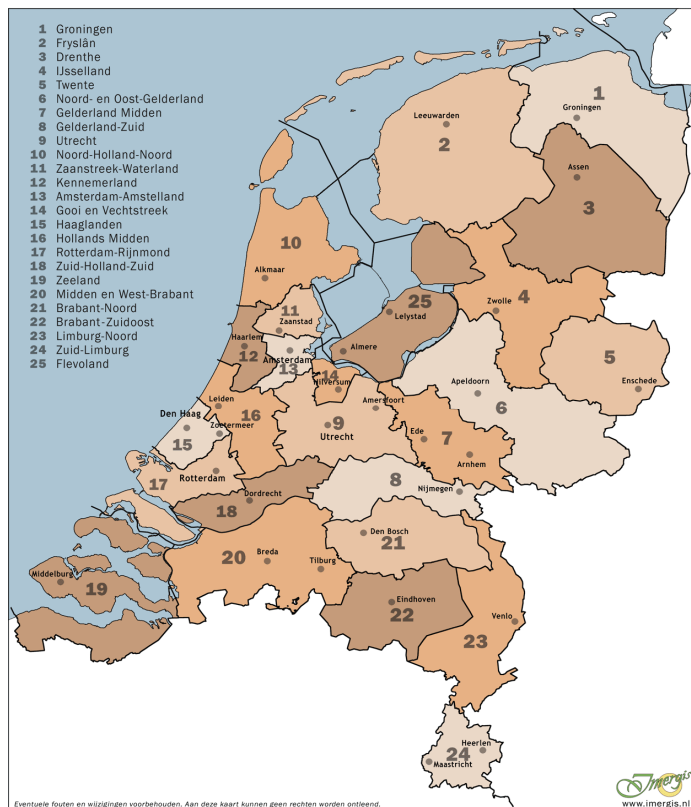 1 Groningen
2 Fryslân
3 Drenthe
4 IJsselland
5 Twente
6 Noord- en Oost-Gelderland
7 Gelderland Midden
8 Gelderland-Zuid
9 Utrecht
10 Noord-Holland-Noord
11 Zaanstreek-Waterland
12 Kennemerland
13 Amsterdam-Amstelland
14 Gooi en Vechtstreek
15 Haaglanden
16 Hollands Midden
17 Rotterdam-Rijnmond
18 Zuid-Holland-Zuid
19 Zeeland
20 Midden en West-Brabant
21 Brabant-Noord
22 Brabant-Zuidoost
23 Limburg-Noord
24 Zuid-Limburg
25 Flevoland
1
Groningen
Leeuwarden
2
Assen
3
10
Alkmaar
4
Zwolle
25
Lelystad
11
Zaanstad
Haarlem
12
Amsterdam
13
Almere
14
Hilversum
5
Enschede
Apeldoorn
6
Leiden
16
Amersfoort
Den Haag
15
Zoetermeer
9
Utrecht
Ede
7
Arnhem
Rotterdam
17
8
Nijmegen
Dordrecht
18
Den Bosch
21
20
Breda
Tilburg
Middelburg
19
Eindhoven
22
Venlo
23
Heerlen
24
Maastricht
Imergis
www.imergis.nl
Eventuele fouten en wijzigingen voorbehouden. Aan deze kaart kunnen geen rechten worden ontleend.